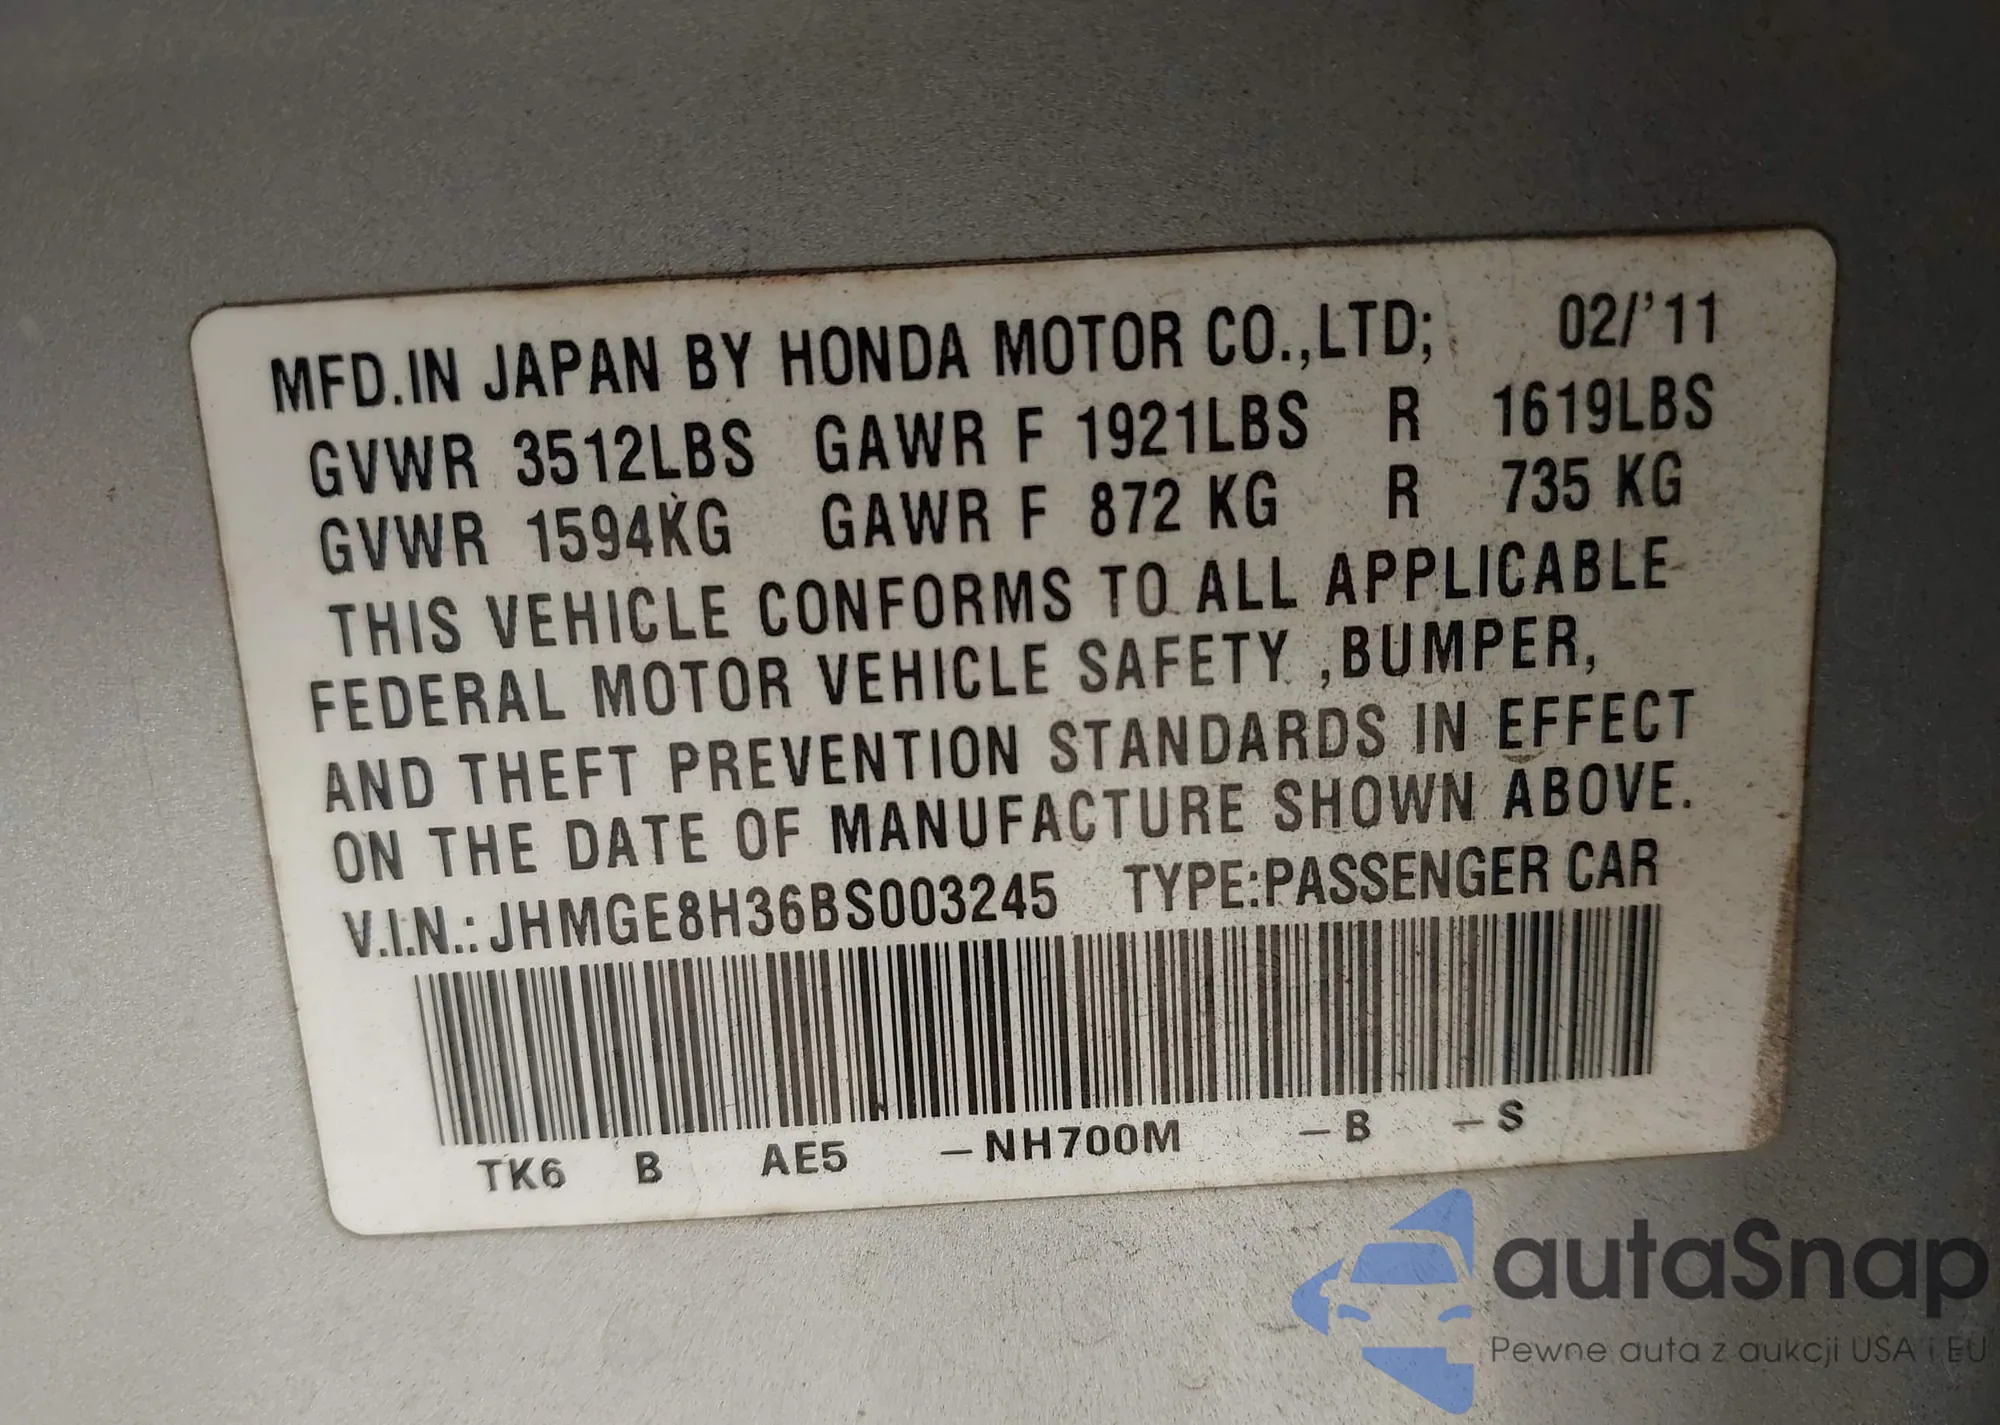 MFD.IN JAPAN BY HONDA MOTOR CO.,LTD; 02/'11
GVWR 3512LBS GAWR F 1921LBS R 1619LBS
GVWR 1594KG GAWR F 872 KG R 735 KG
THIS VEHICLE CONFORMS TO ALL APPLICABLE
FEDERAL MOTOR VEHICLE SAFETY ,BUMPER,
AND THEFT PREVENTION STANDARDS IN EFFECT
ON THE DATE OF MANUFACTURE SHOWN ABOVE.
V.I.N.: JHMGE8H36BS003245 TYPE:PASSENGER CAR
TK6 B AE5 –NH700M –B –S
autaSnap
Pewne auta z aukcji USA i EU